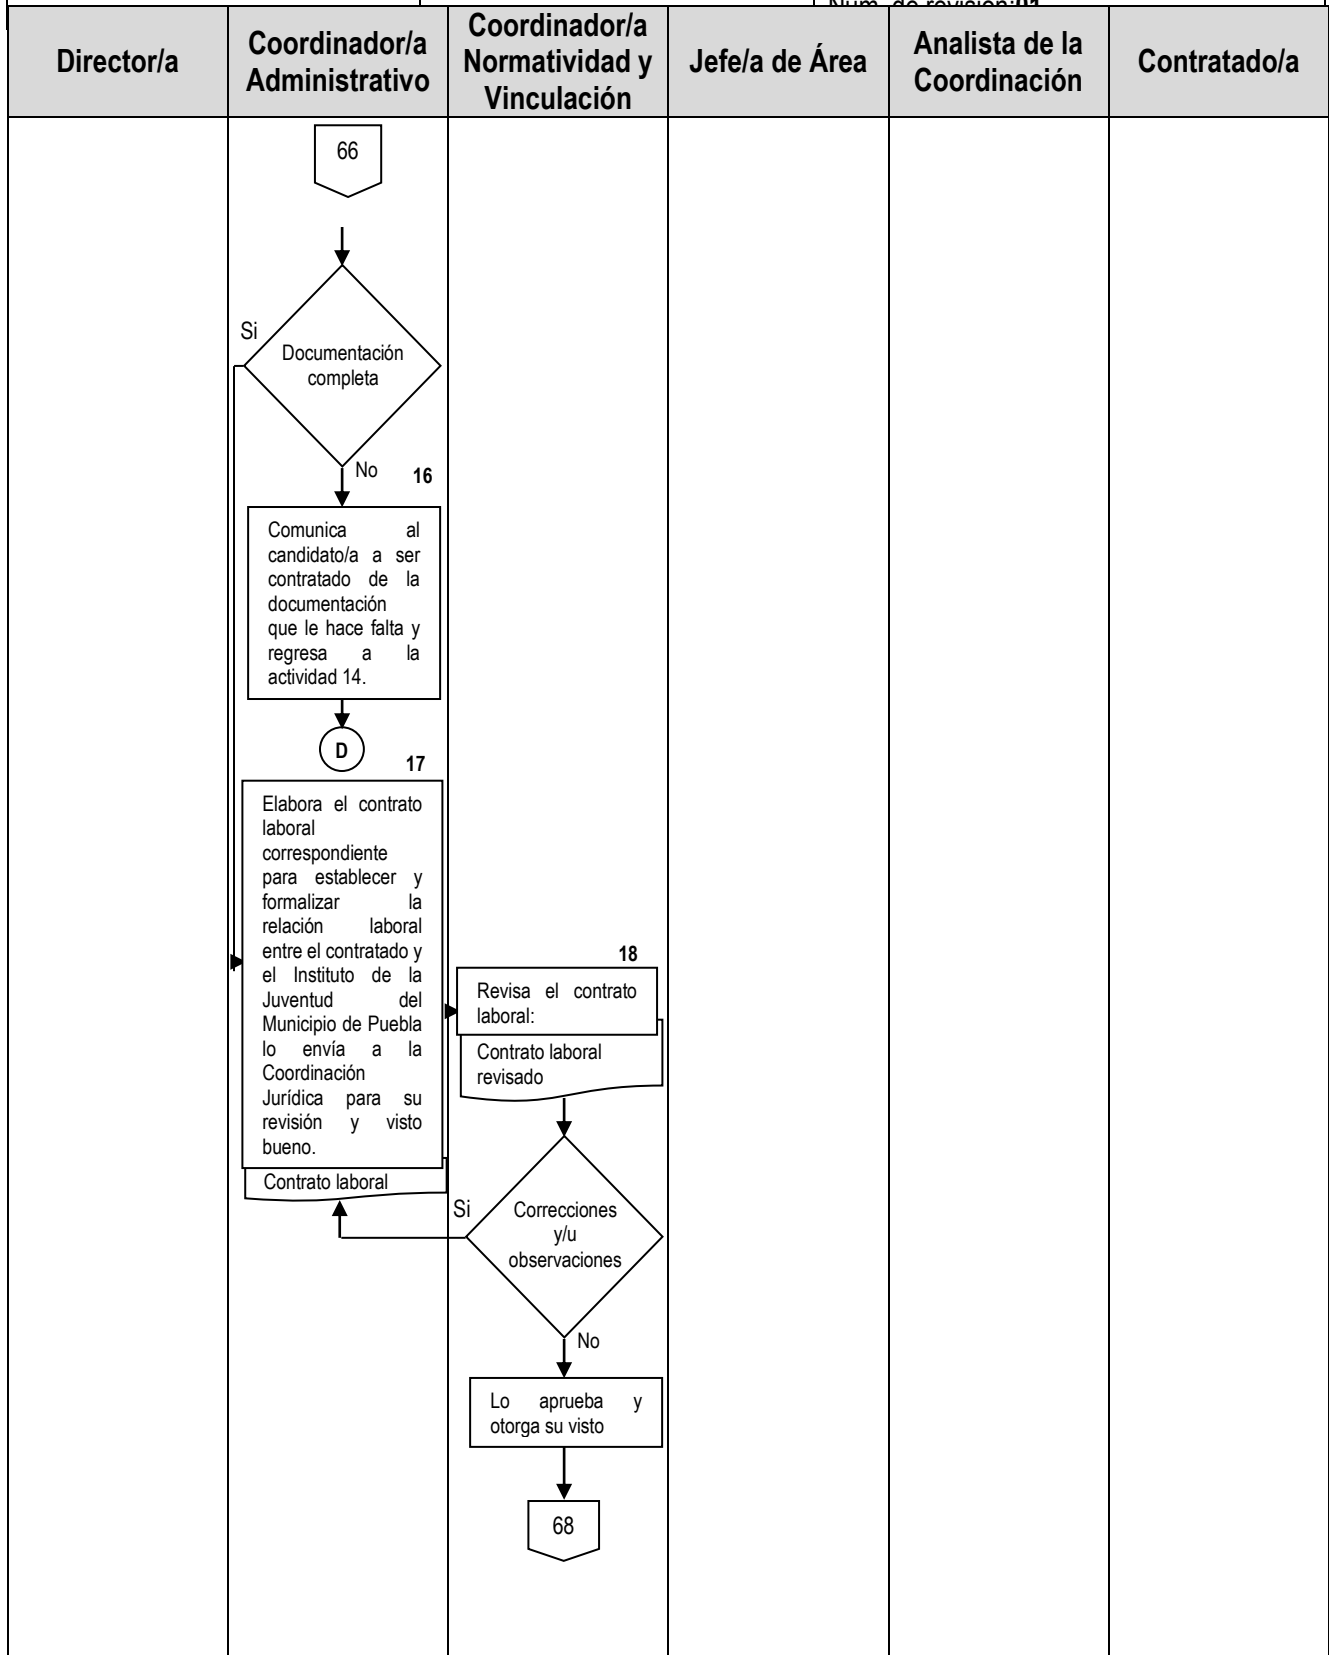 Núm. de revisión:01
Director/a
Coordinador/a
Administrativo
Coordinador/a
Normatividad y
Vinculación
Jefe/a de Área
Analista de la
Coordinación
Contratado/a
66
Si
Documentación
completa
No
16
Comunica al
candidato/a a ser
contratado de la
documentación
que le hace falta y
regresa a la
actividad 14.
D
17
Elabora el contrato
laboral
correspondiente
para establecer y
formalizar la
relación laboral
entre el contratado y
el Instituto de la
Juventud del
Municipio de Puebla
lo envía a la
Coordinación
Jurídica para su
revisión y visto
bueno.
Contrato laboral
18
Revisa el contrato
laboral:
Contrato laboral
revisado
Si
Correcciones
y/u
observaciones
No
Lo aprueba y
otorga su visto
68